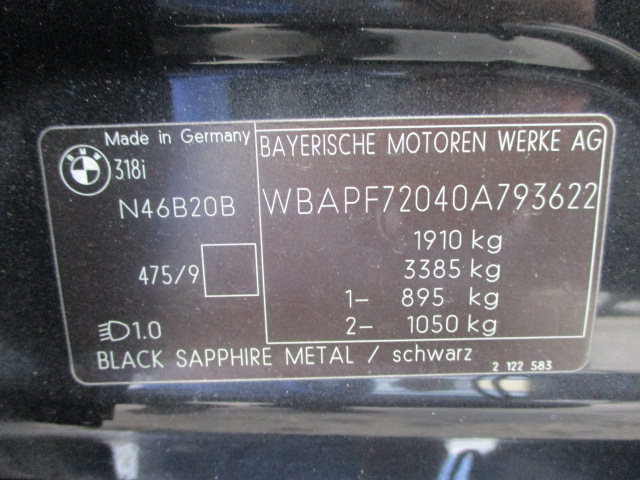 Made in Germany
BMW
318i
N46B20B
475/9
1.0
BAYERISCHE MOTOREN WERKE AG
WBAPF72040A793622
1910 kg
3385 kg
1- 895 kg
2- 1050 kg
BLACK SAPPHIRE METAL / schwarz
2 122 583